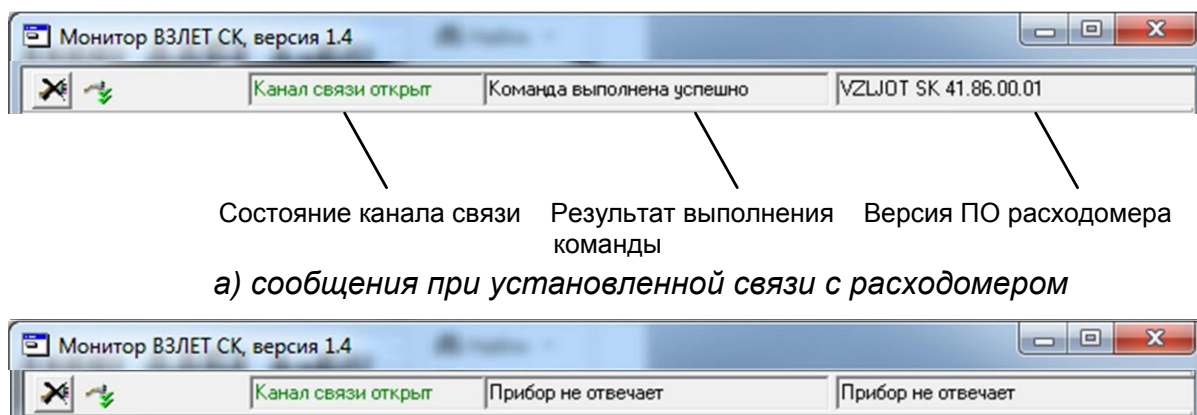 Монитор ВЗЛЕТ СК, версия 1.4
Канал связи открыт Команда выполнена успешно VZLJOT SK 41.86.00.01
Состояние канала связи Результат выполнения команды Версия ПО расходомера
а) сообщения при установленной связи с расходомером
Монитор ВЗЛЕТ СК, версия 1.4
Канал связи открыт Прибор не отвечает Прибор не отвечает